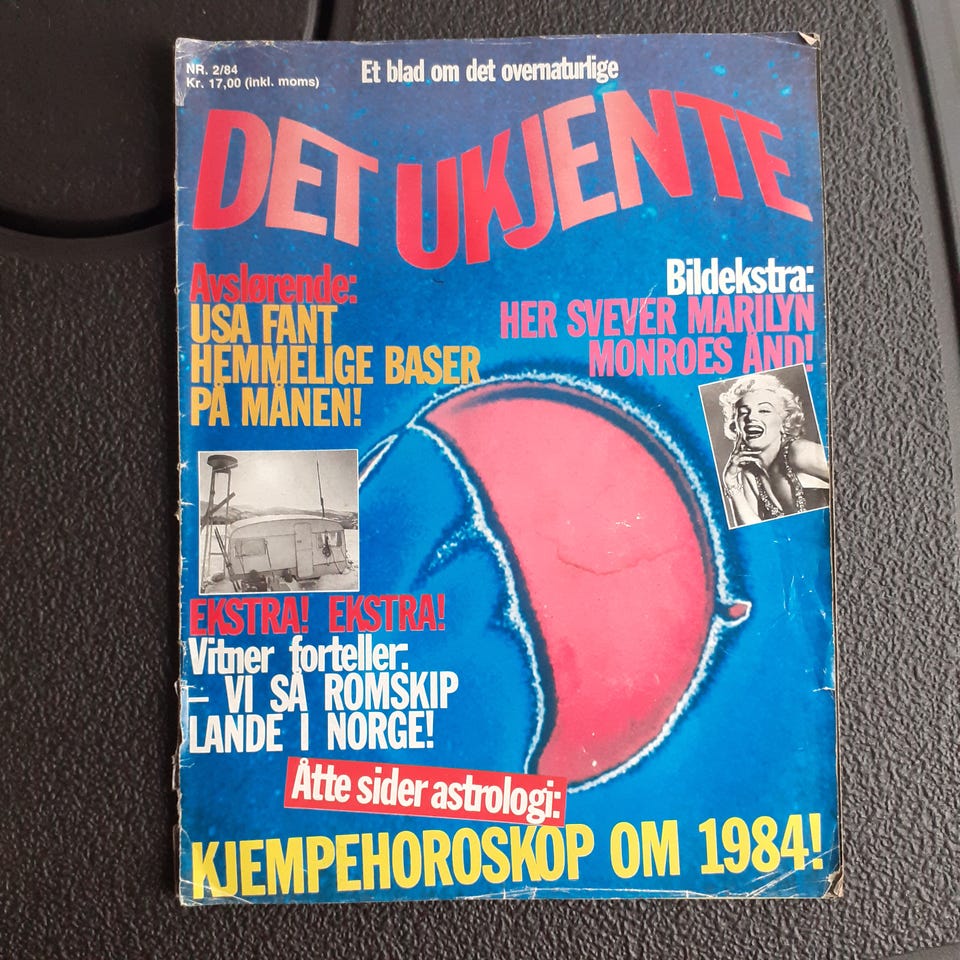 NR. 2/84
Kr. 17,00 (inkl. moms)
Et blad om det overnaturlige
DET UKJENTE
Avslørende:
USA FANT
HEMMELIGE BASER
PÅ MÅNEN!
Bildekstra:
HER SVEVER MARILYN
MONROES ÅND!
EKSTRA! EKSTRA!
Vitner forteller:
– VI SÅ ROMSKIP
LANDE I NORGE!
Åtte sider astrologi:
KJEMPEHOROSKOP OM 1984!